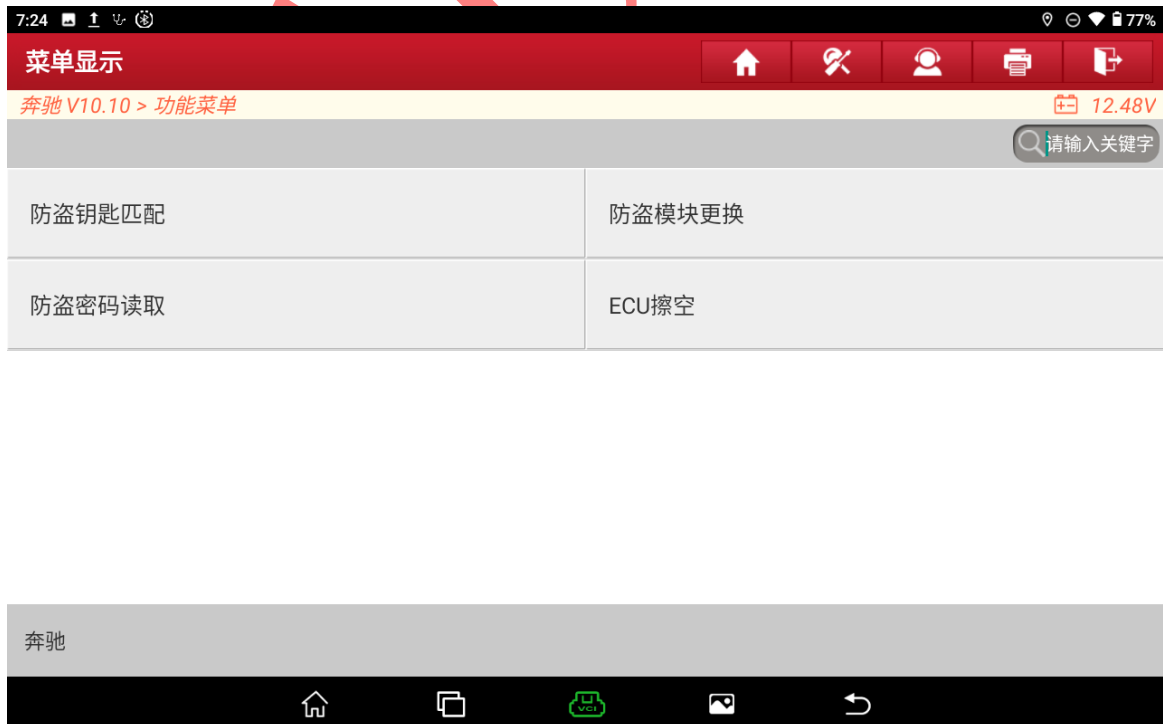 7:24
77%
菜单显示
奔驰 V10.10 > 功能菜单
12.48V
请输入关键字
防盗钥匙匹配
防盗模块更换
防盗密码读取
ECU擦空
奔驰
VCI